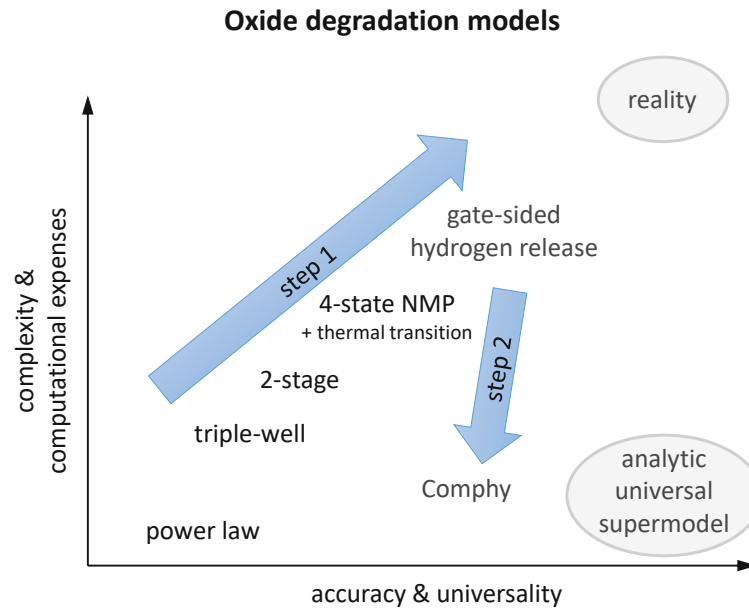 Oxide degradation models
reality
complexity &
computational expenses
step 1
gate-sided
hydrogen release
4-state NMP
+ thermal transition
step 2
2-stage
triple-well
Comphy
analytic
universal
supermodel
power law
accuracy & universality